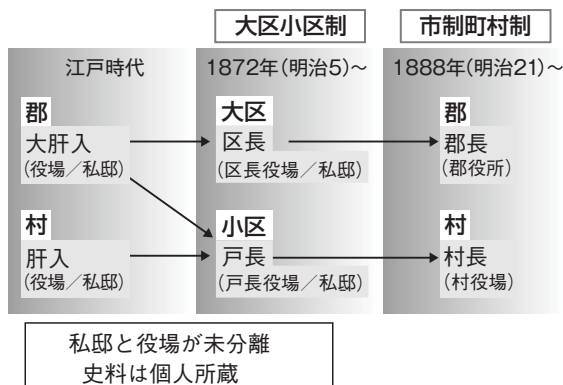 大区小区制
市制町村制
江戸時代
1872年(明治5)～
1888年(明治21)～
郡
大肝入
(役場／私邸)
大区
区長
(区長役場／私邸)
郡
郡長
(郡役所)
村
肝入
(役場／私邸)
小区
戸長
(戸長役場／私邸)
村
村長
(村役場)
私邸と役場が未分離
史料は個人所蔵